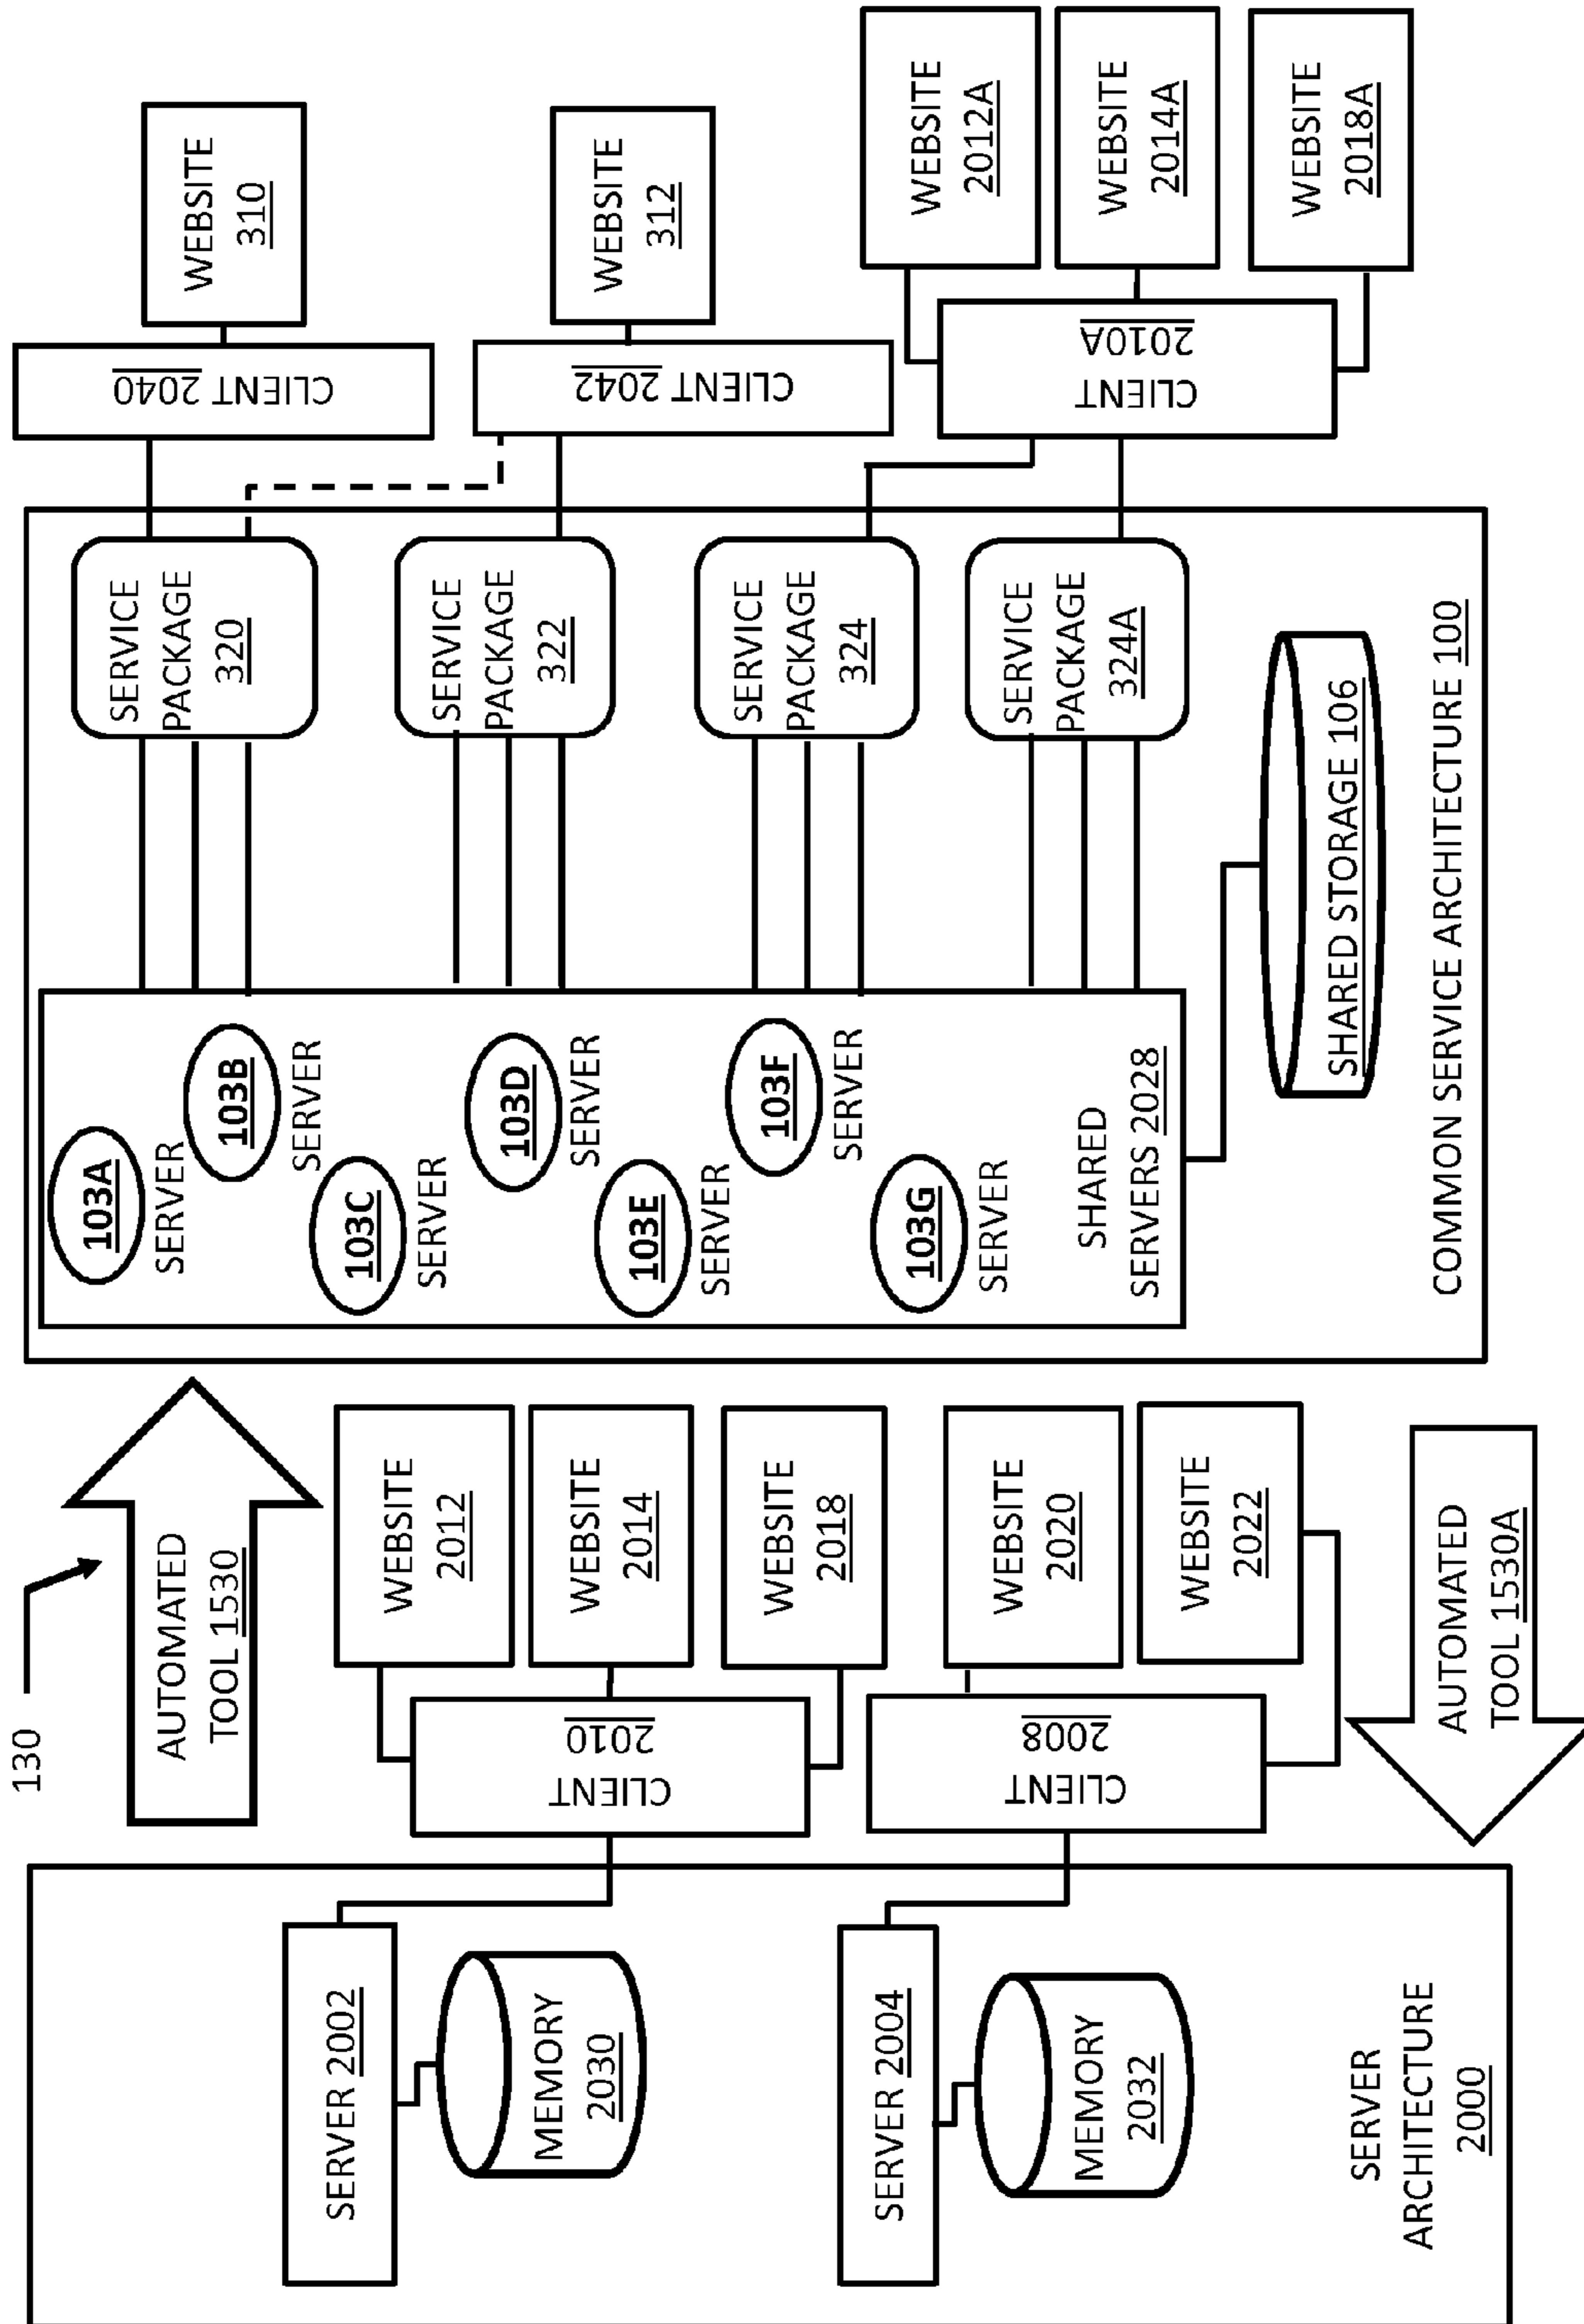 130
AUTOMATED
TOOL 1530
SERVER 2002
MEMORY
2030
SERVER 2004
MEMORY
2032
SERVER
ARCHITECTURE
2000
CLIENT
2010
WEBSITE
2012
WEBSITE
2014
WEBSITE
2018
CLIENT
2008
WEBSITE
2020
WEBSITE
2022
AUTOMATED
TOOL 1530A
103A
SERVER
103B
SERVER
103C
SERVER
103D
SERVER
103E
SERVER
103F
SERVER
103G
SERVER
SHARED
SERVERS 2028
SERVICE
PACKAGE
320
SERVICE
PACKAGE
322
SERVICE
PACKAGE
324
SERVICE
PACKAGE
324A
SHARED STORAGE 106
COMMON SERVICE ARCHITECTURE 100
CLIENT 2040
WEBSITE
310
CLIENT 2042
WEBSITE
312
CLIENT
2010A
WEBSITE
2012A
WEBSITE
2014A
WEBSITE
2018A